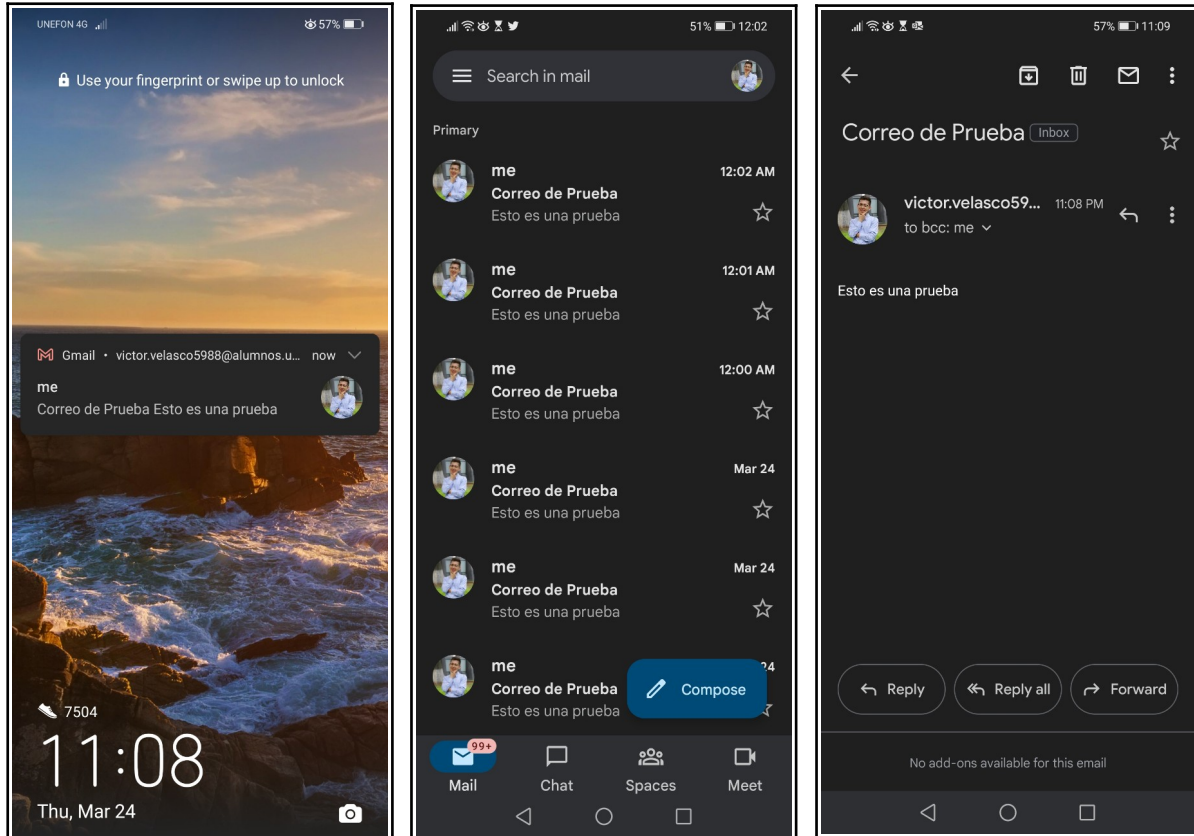 UNEFON 4G
57%
Use your fingerprint or swipe up to unlock
Gmail • victor.velasco5988@alumnos.u... now
me
Correo de Prueba Esto es una prueba
7504
11:08
Thu, Mar 24
51% 12:02
Search in mail
Primary
me 12:02 AM
Correo de Prueba
Esto es una prueba
me 12:01 AM
Correo de Prueba
Esto es una prueba
me 12:00 AM
Correo de Prueba
Esto es una prueba
me Mar 24
Correo de Prueba
Esto es una prueba
me Mar 24
Correo de Prueba
Esto es una prueba
me 24
Correo de Prueba
Compose
Esto es una prueba
99+
Mail Chat Spaces Meet
57% 11:09
Correo de Prueba Inbox
victor.velasco59... 11:08 PM
to bcc: me
Esto es una prueba
Reply Reply all Forward
No add-ons available for this email